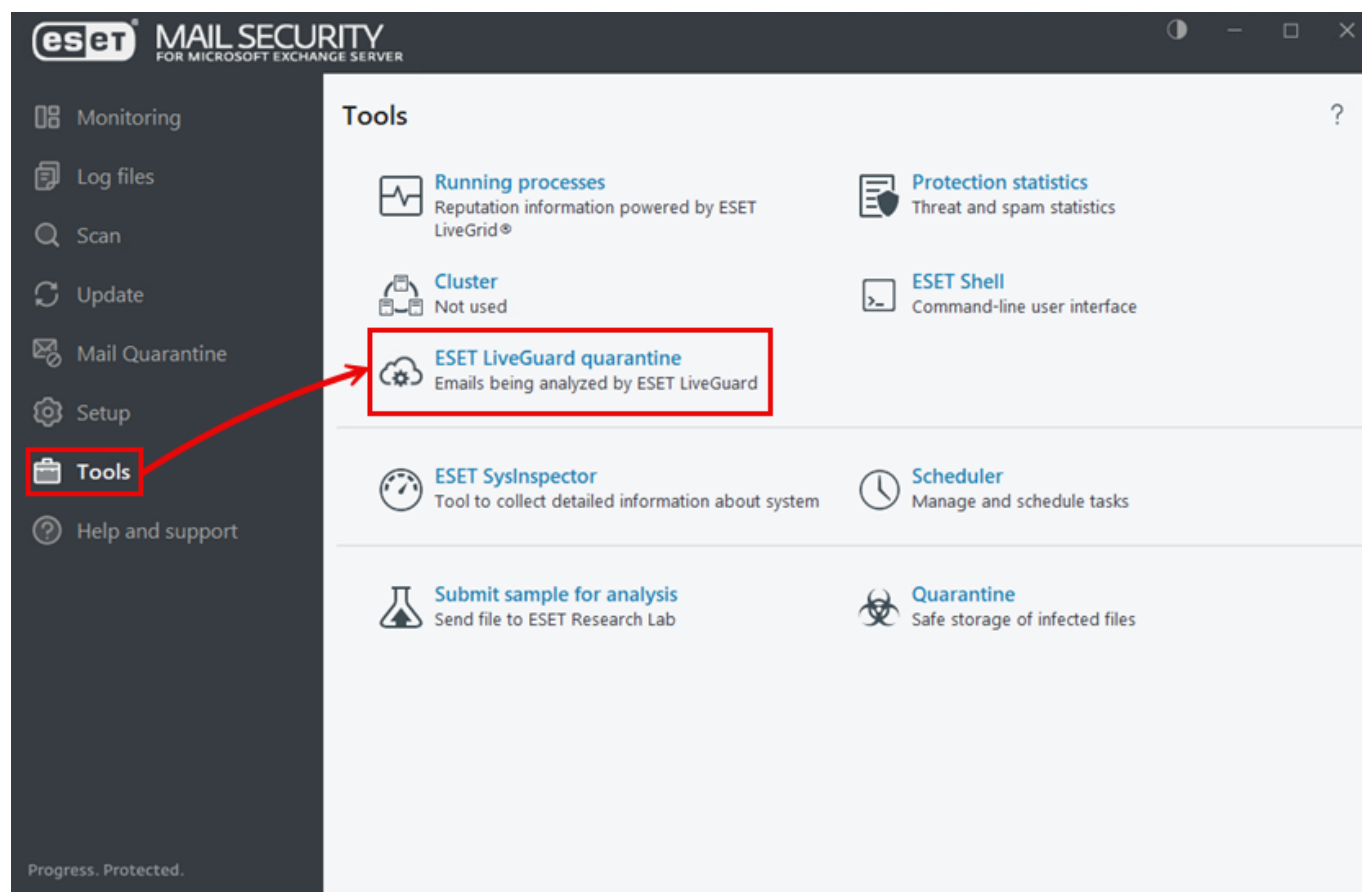 eset MAIL SECURITY
FOR MICROSOFT EXCHANGE SERVER
Monitoring
Log files
Scan
Update
Mail Quarantine
Setup
Tools
Help and support
Progress. Protected.
Tools
?
Running processes
Reputation information powered by ESET
LiveGrid®
Protection statistics
Threat and spam statistics
Cluster
Not used
ESET Shell
Command-line user interface
ESET LiveGuard quarantine
Emails being analyzed by ESET LiveGuard
ESET SysInspector
Tool to collect detailed information about system
Scheduler
Manage and schedule tasks
Submit sample for analysis
Send file to ESET Research Lab
Quarantine
Safe storage of infected files